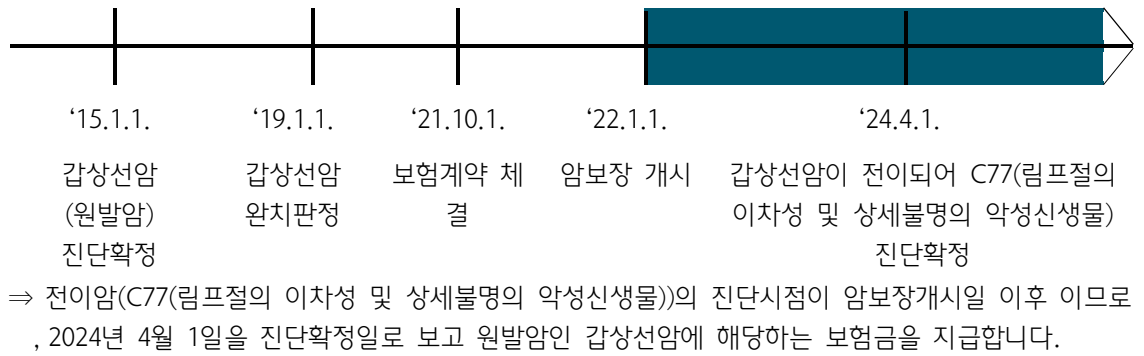 ‘15.1.1. ‘19.1.1. ‘21.10.1. ‘22.1.1. ‘24.4.1.
갑상선암 갑상선암 보험계약 체 암보장 개시 갑상선암이 전이되어 C77(림프절의
(원발암) 완치판정 결 이차성 및 상세불명의 악성신생물)
진단확정 진단확정
⇒ 전이암(C77(림프절의 이차성 및 상세불명의 악성신생물))의 진단시점이 암보장개시일 이후 이므로
, 2024년 4월 1일을 진단확정일로 보고 원발암인 갑상선암에 해당하는 보험금을 지급합니다.